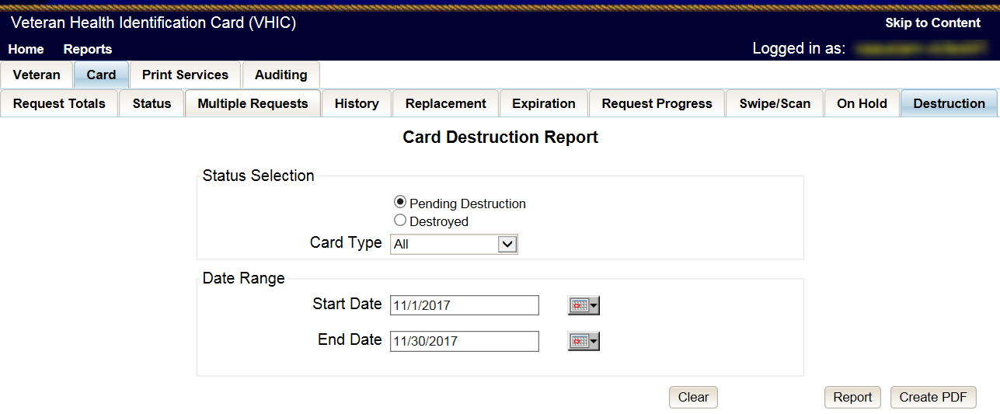 Veteran Health Identification Card (VHIC) Skip to Content
Home Reports Logged in as:
Veteran Card Print Services Auditing
Request Totals Status Multiple Requests History Replacement Expiration Request Progress Swipe/Scan On Hold Destruction
Card Destruction Report
Status Selection
Pending Destruction
Destroyed
Card Type All
Date Range
Start Date 11/1/2017
End Date 11/30/2017
Clear Report Create PDF